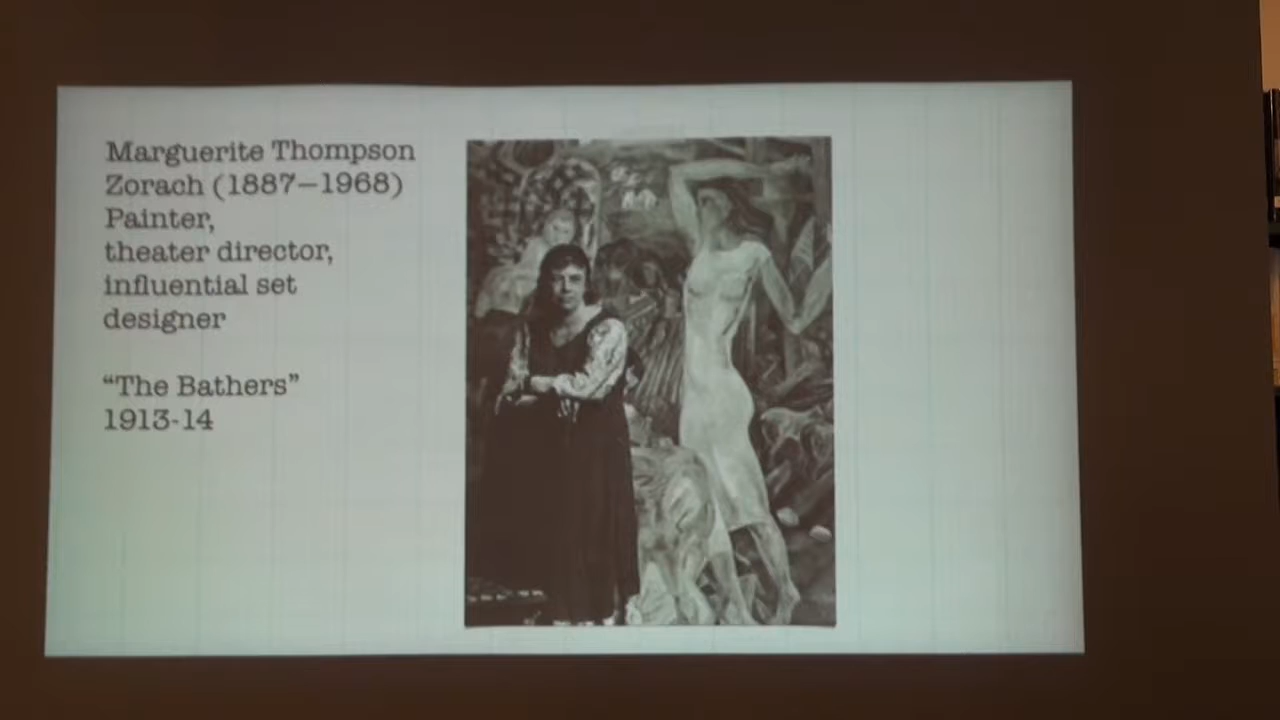 Marguerite Thompson
Zorach (1887–1968)
Painter,
theater director,
influential set
designer
“The Bathers”
1913-14